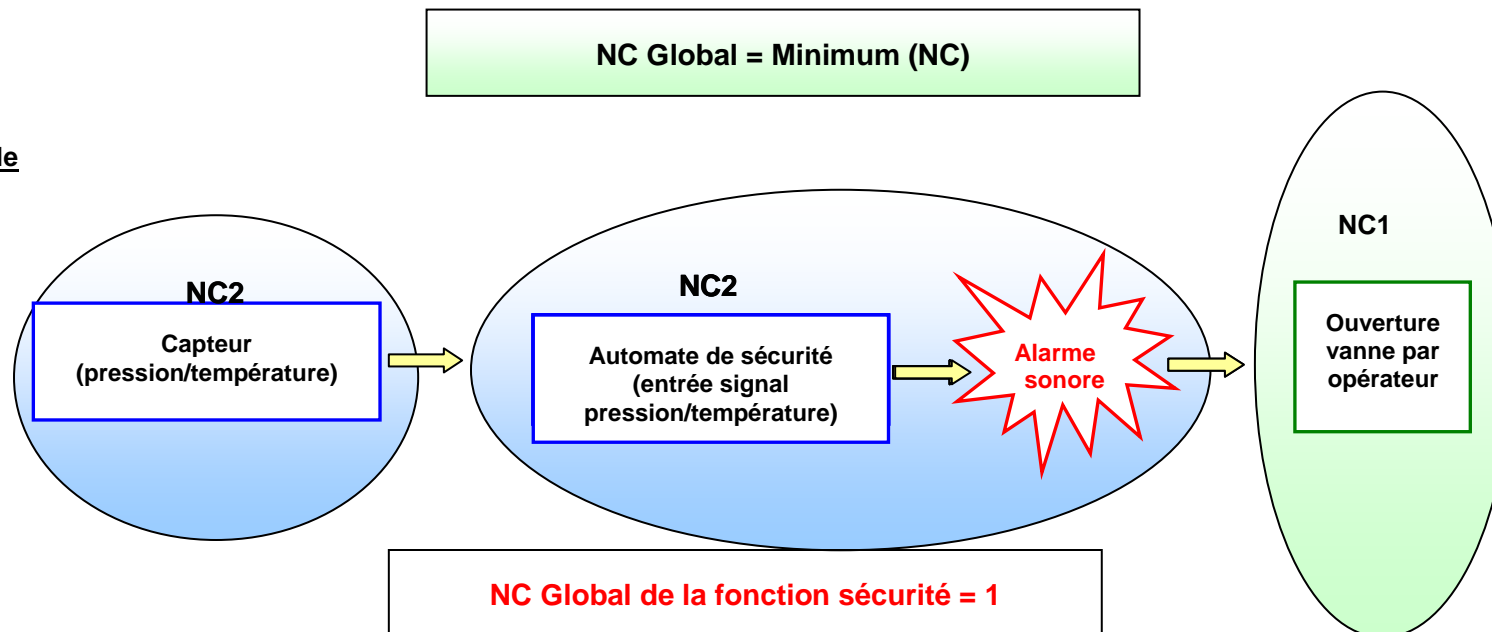 NC Global = Minimum (NC)
NC2
Capteur
(pression/température)
NC2
Automate de sécurité
(entrée signal
pression/température)
Alarme
sonore
NC1
Ouverture
vanne par
opérateur
NC Global de la fonction sécurité = 1